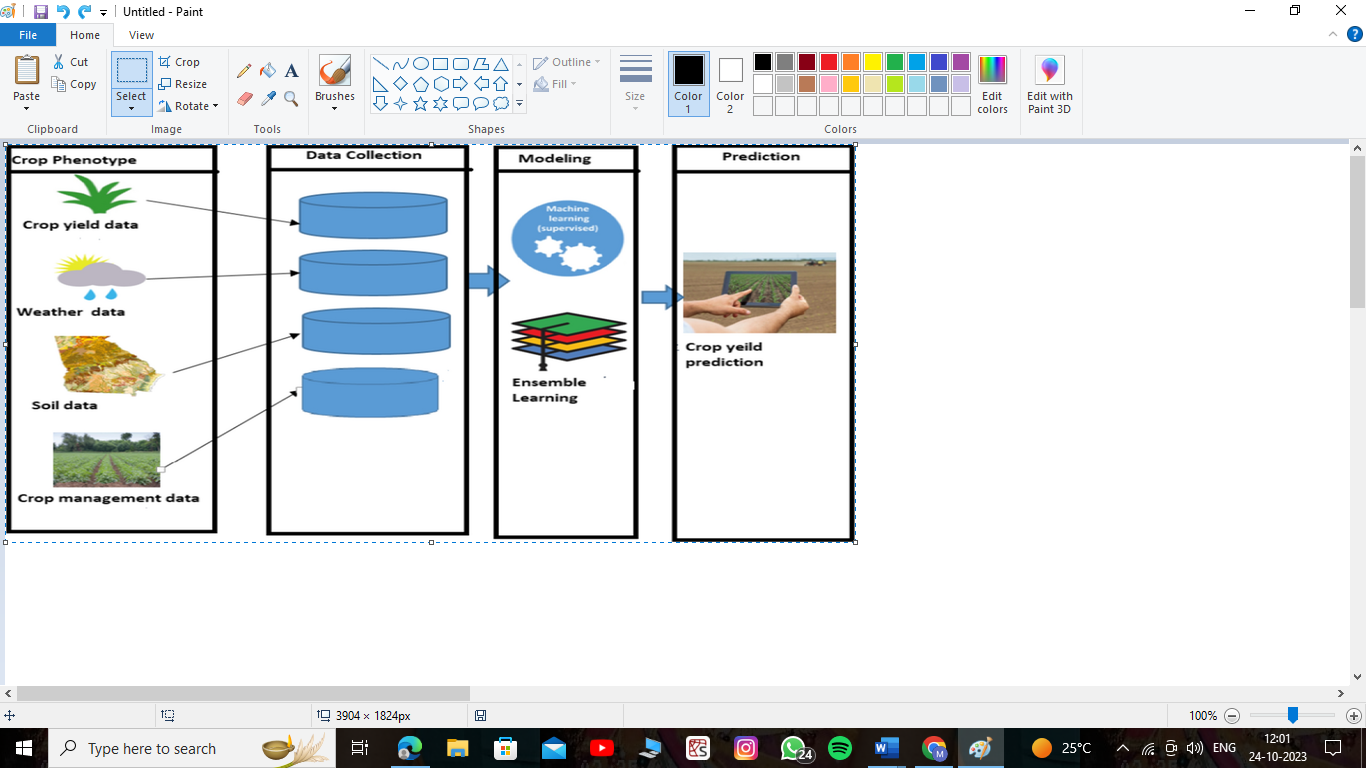 Untitled - Paint
File
Home
View
Paste
Cut
Copy
Clipboard
Select
Crop
Resize
Rotate
Image
A
Tools
Brushes
Outline
Fill
Shapes
Size
Color
1
Color
2
Edit
colors
Colors
Edit with
Paint 3D
Crop Phenotype
Crop yield data
Weather data
Soil data
Crop management data
Data Collection
Modeling
Machine
learning
(supervised)
Ensemble
Learning
Prediction
Crop yeild
prediction
3904 × 1824px
100%
Type here to search
24
W
M
25°C
ENG
12:01
24-10-2023